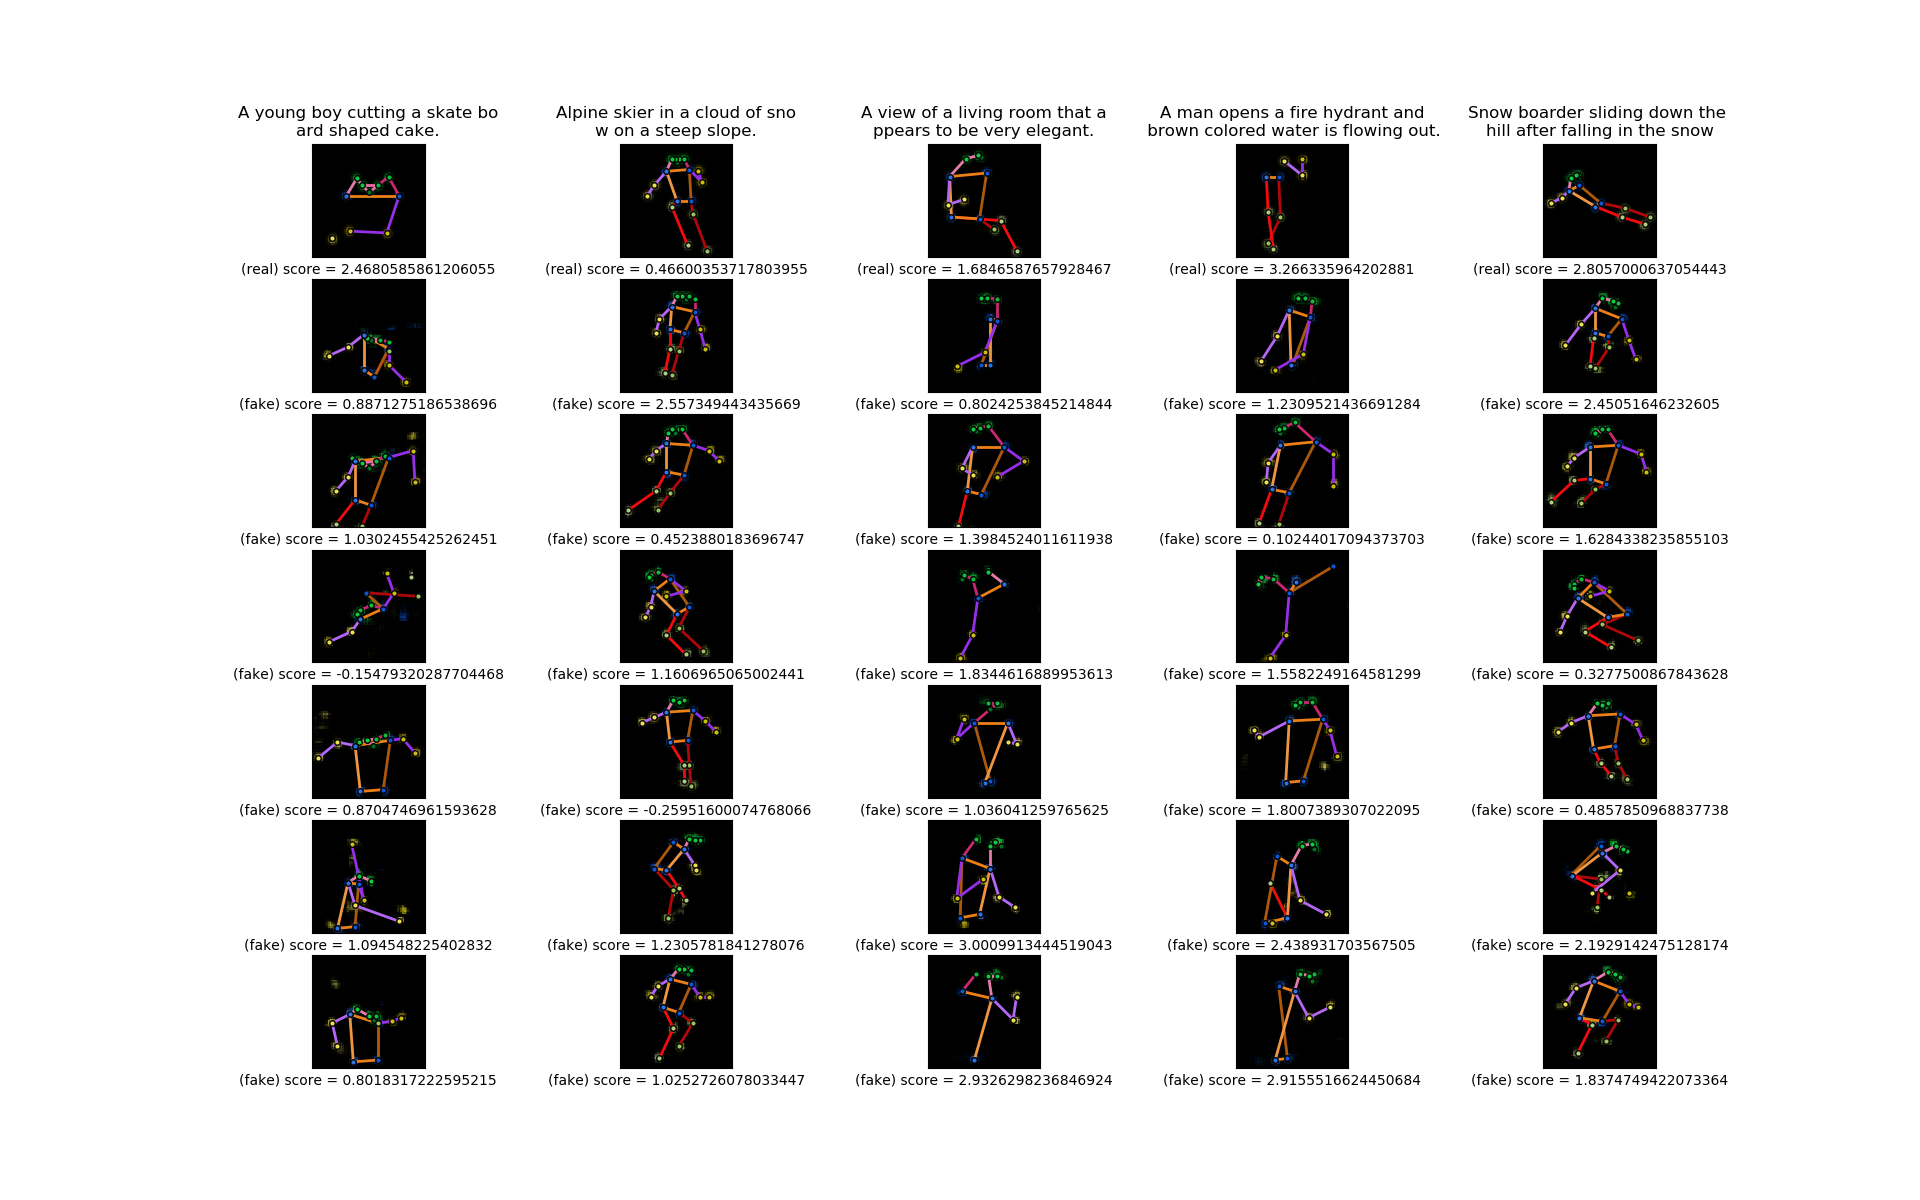 A young boy cutting a skate bo
ard shaped cake.
Alpine skier in a cloud of sno
w on a steep slope.
A view of a living room that a
ppears to be very elegant.
A man opens a fire hydrant and
brown colored water is flowing out.
Snow boarder sliding down the
hill after falling in the snow
(real) score = 2.4680585861206055
(real) score = 0.46600353717803955
(real) score = 1.6846587657928467
(real) score = 3.266335964202881
(real) score = 2.8057000637054443
(fake) score = 0.8871275186538696
(fake) score = 2.557349443435669
(fake) score = 0.8024253845214844
(fake) score = 1.2309521436691284
(fake) score = 2.45051646232605
(fake) score = 1.0302455425262451
(fake) score = 0.4523880183696747
(fake) score = 1.3984524011611938
(fake) score = 0.10244017094373703
(fake) score = 1.6284338235855103
(fake) score = -0.15479320287704468
(fake) score = 1.1606965065002441
(fake) score = 1.8344616889953613
(fake) score = 1.5582249164581299
(fake) score = 0.3277500867843628
(fake) score = 0.8704746961593628
(fake) score = -0.25951600074768066
(fake) score = 1.036041259765625
(fake) score = 1.8007389307022095
(fake) score = 0.4857850968837738
(fake) score = 1.094548225402832
(fake) score = 1.2305781841278076
(fake) score = 3.0009913444519043
(fake) score = 2.438931703567505
(fake) score = 2.1929142475128174
(fake) score = 0.8018317222595215
(fake) score = 1.0252726078033447
(fake) score = 2.9326298236846924
(fake) score = 2.9155516624450684
(fake) score = 1.8374749422073364